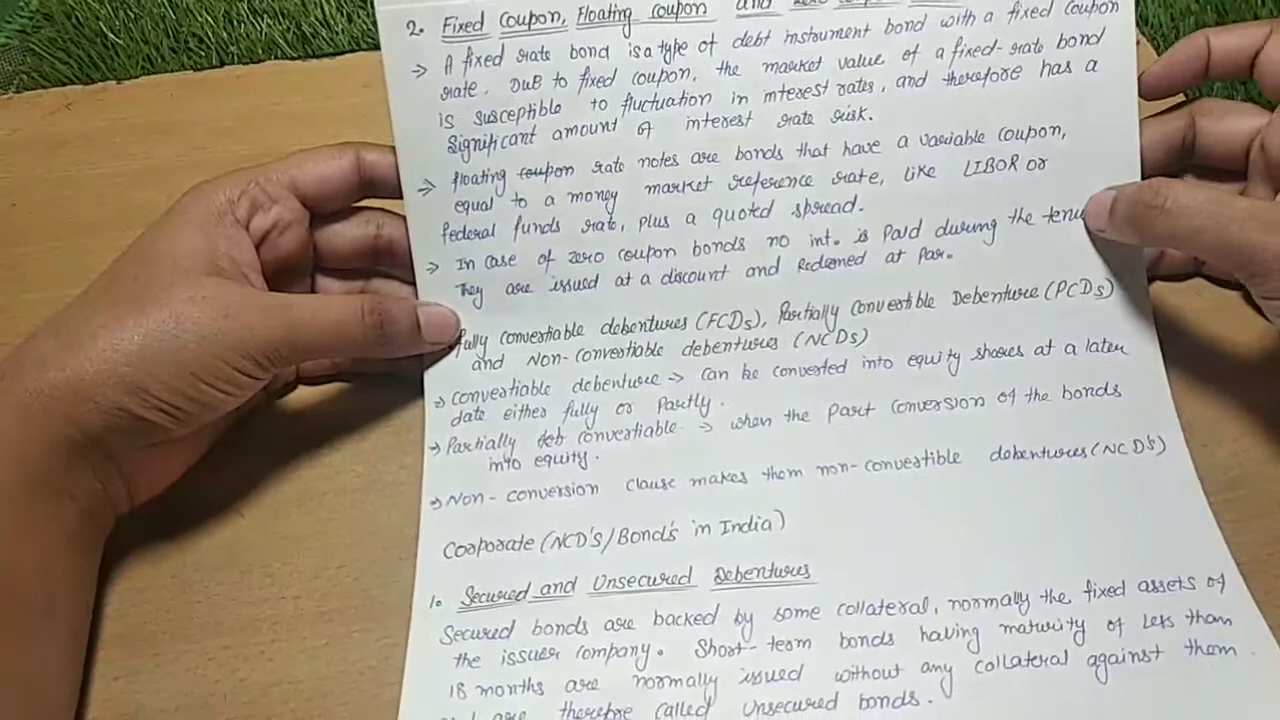 2. Fixed Coupon, Floating coupon and
→ A fixed rate bond is a type of debt instrument bond with a fixed coupon
rate. Due to fixed coupon, the market value of a fixed-rate bond
is susceptible to fluctuation in interest rates, and therefore has a
Significant amount of interest rate risk.
→ floating coupon rate notes are bonds that have a variable coupon,
equal to a money market reference rate, like LIBOR or
federal funds rate, plus a quoted spread.
→ In case of zero coupon bonds no int. is paid during the tenu
They are issued at a discount and Redeemed at Par.
fully convertiable debentures (FCDs), Partially Convertible Debenture (PCDs)
and Non-Convertiable debentures (NCDs)
→ convertiable debenture → can be converted into equity shares at a later
date either fully or Partly.
→ Partially deb convertiable → when the part conversion of the bonds
into equity.
→ Non-conversion clause makes them non-convertible debentures (NCD's)
Corporate (NCD's/Bond's in India)
1. Secured and Unsecured Debentures
Secured bonds are backed by some collateral, normally the fixed assets of
the issuer company. Short-term bonds having maturity of Less than
18 months are normally issued without any collateral against them
are therefore called Unsecured bonds.